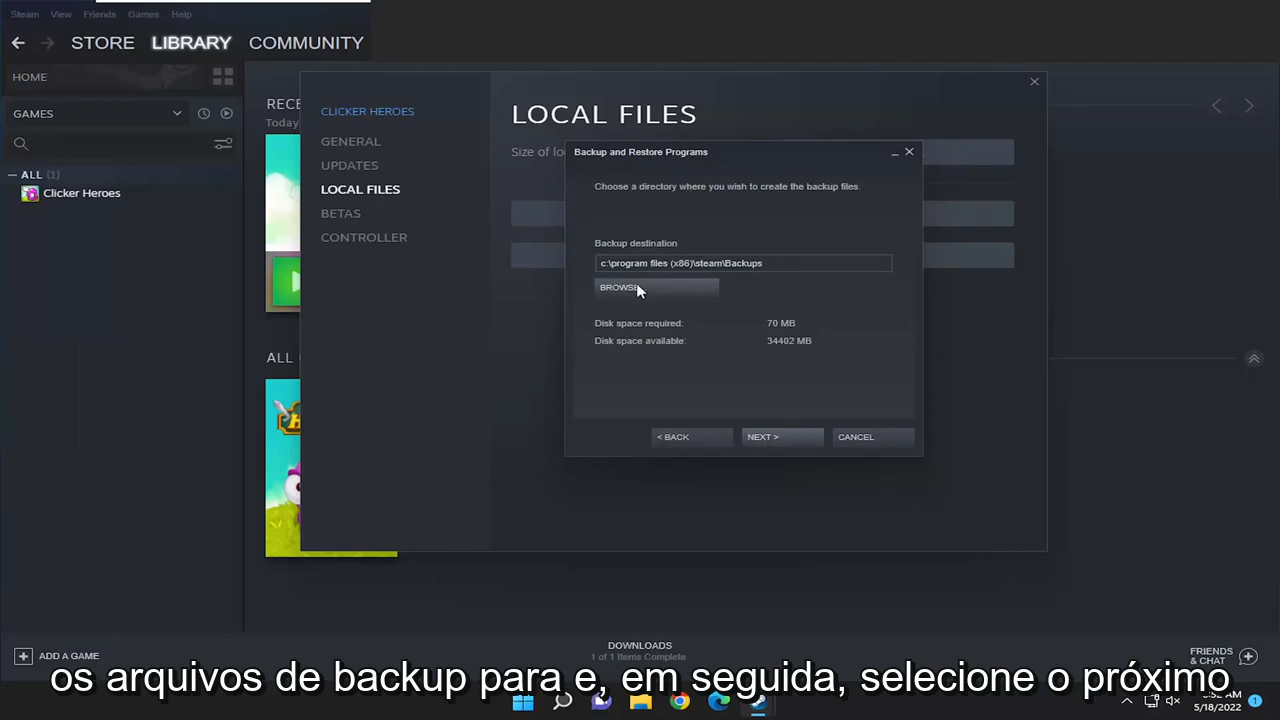 Steam View Friends Games Help
STORE LIBRARY COMMUNITY
HOME
GAMES
ALL (1)
Clicker Heroes
RECE
Today
ALL
CLICKER HEROES
GENERAL
UPDATES
LOCAL FILES
BETAS
CONTROLLER
LOCAL FILES
Size of lo
Backup and Restore Programs
Choose a directory where you wish to create the backup files.
Backup destination
c:\program files (x86)\steam\Backups
BROWSE
Disk space required: 70 MB
Disk space available: 34402 MB
< BACK NEXT > CANCEL
ADD A GAME
DOWNLOADS
1 of 1 Items Complete
FRIENDS
& CHAT
os arquivos de backup para e, em seguida, selecione o próximo
5/18/2022